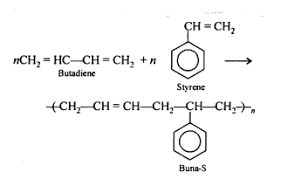 CH = CH₂
nCH₂ = HC—CH = CH₂ + n
Butadiene
Styrene
-(CH₂—CH = CH—CH₂—CH—CH₂-)ₙ
Buna-S